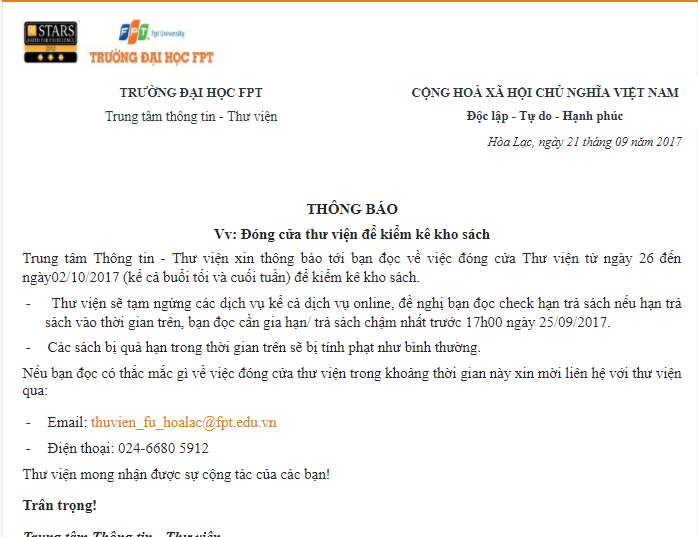 STARS
RATED FOR EXCELLENCE
2012
FPT. Fpt University
TRƯỜNG ĐẠI HỌC FPT
TRƯỜNG ĐẠI HỌC FPT
Trung tâm thông tin - Thư viện
CỘNG HOÀ XÃ HỘI CHỦ NGHĨA VIỆT NAM
Độc lập - Tự do - Hạnh phúc
Hòa Lạc, ngày 21 tháng 09 năm 2017
THÔNG BÁO
Vv: Đóng cửa thư viện để kiểm kê kho sách
Trung tâm Thông tin - Thư viện xin thông báo tới bạn đọc về việc đóng cửa Thư viện từ ngày 26 đến
ngày02/10/2017 (kể cả buổi tối và cuối tuần) để kiểm kê kho sách.
- Thư viện sẽ tạm ngừng các dịch vụ kể cả dịch vụ online, đề nghị bạn đọc check hạn trả sách nếu hạn trả
sách vào thời gian trên, bạn đọc cần gia hạn/ trả sách chậm nhất trước 17h00 ngày 25/09/2017.
- Các sách bị quá hạn trong thời gian trên sẽ bị tính phạt như bình thường.
Nếu bạn đọc có thắc mắc gì về việc đóng cửa thư viện trong khoảng thời gian này xin mời liên hệ với thư viện
qua:
- Email: thuvien_fu_hoalac@fpt.edu.vn
- Điện thoại: 024-6680 5912
Thư viện mong nhận được sự cộng tác của các bạn!
Trân trọng!
Trung tâm Thông tin - Thư viện